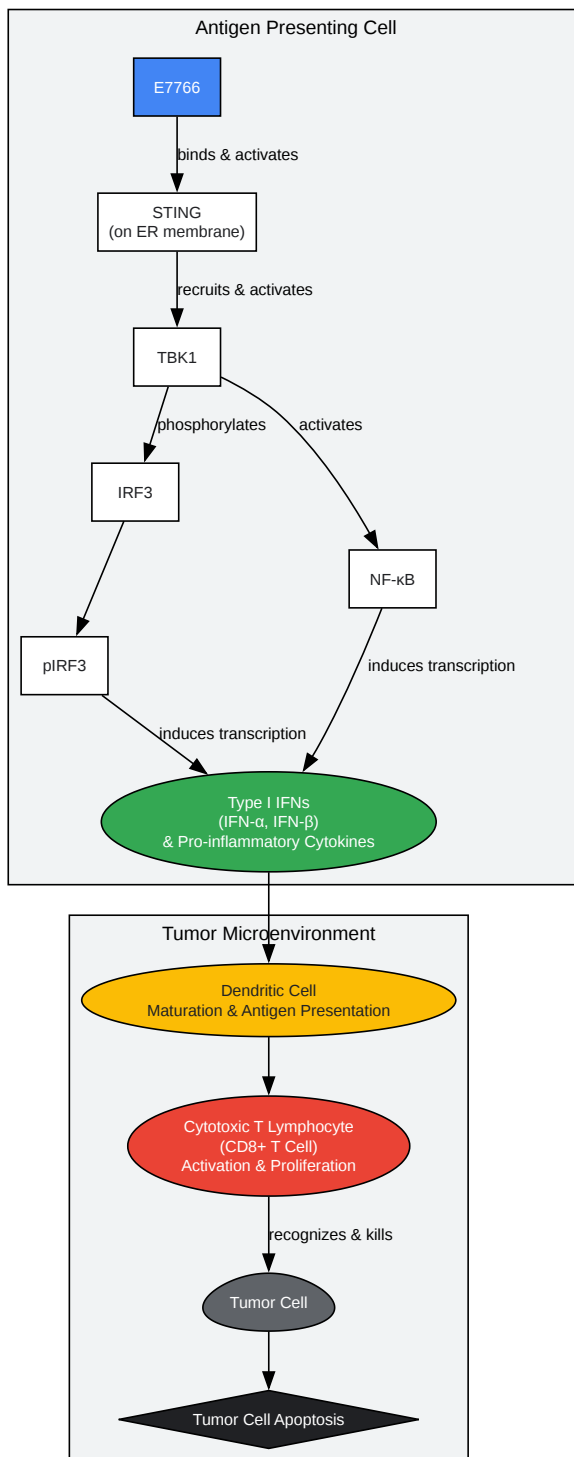 Antigen Presenting Cell
E7766
binds & activates
STING
(on ER membrane)
recruits & activates
TBK1
phosphorylates
activates
IRF3
NF-κB
pIRF3
induces transcription
induces transcription
Type I IFNs
(IFN-α, IFN-β)
& Pro-inflammatory Cytokines
Tumor Microenvironment
Dendritic Cell
Maturation & Antigen Presentation
Cytotoxic T Lymphocyte
(CD8+ T Cell)
Activation & Proliferation
recognizes & kills
Tumor Cell
Tumor Cell Apoptosis